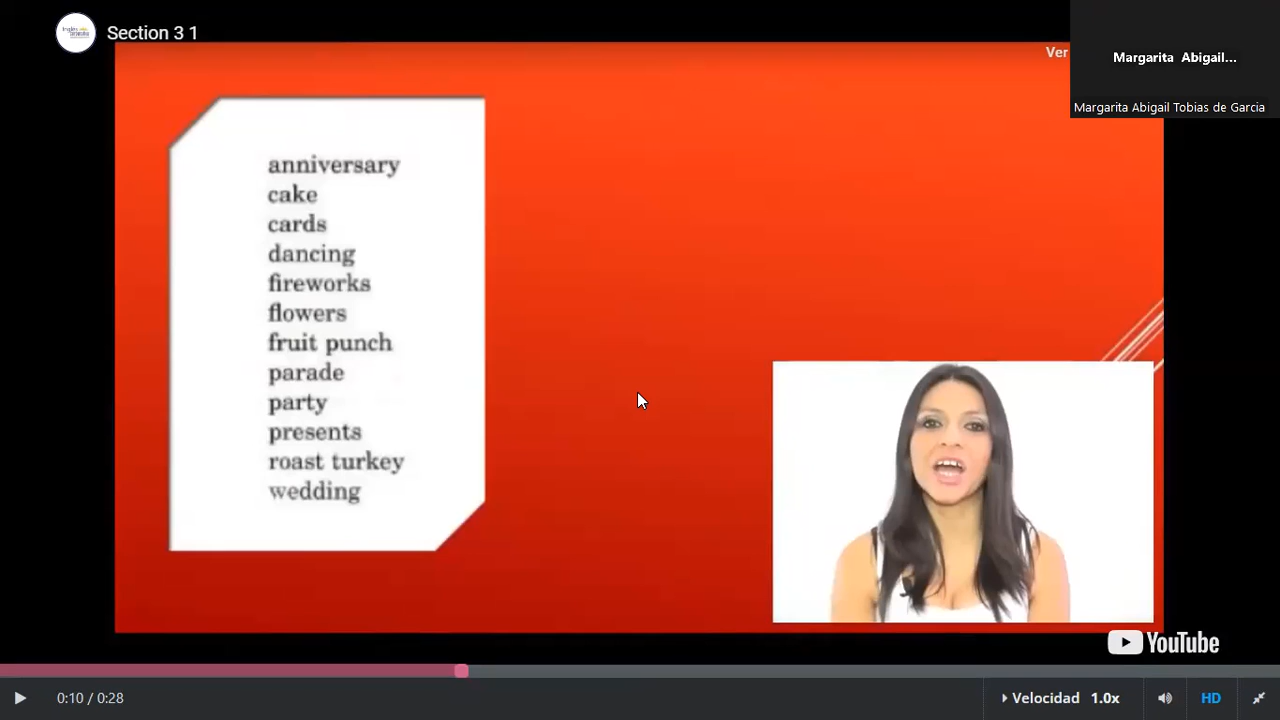 Section 3 1
Ver
Margarita Abigail...
Margarita Abigail Tobias de Garcia
anniversary
cake
cards
dancing
fireworks
flowers
fruit punch
parade
party
presents
roast turkey
wedding
YouTube
0:10 / 0:28
Velocidad 1.0x
HD